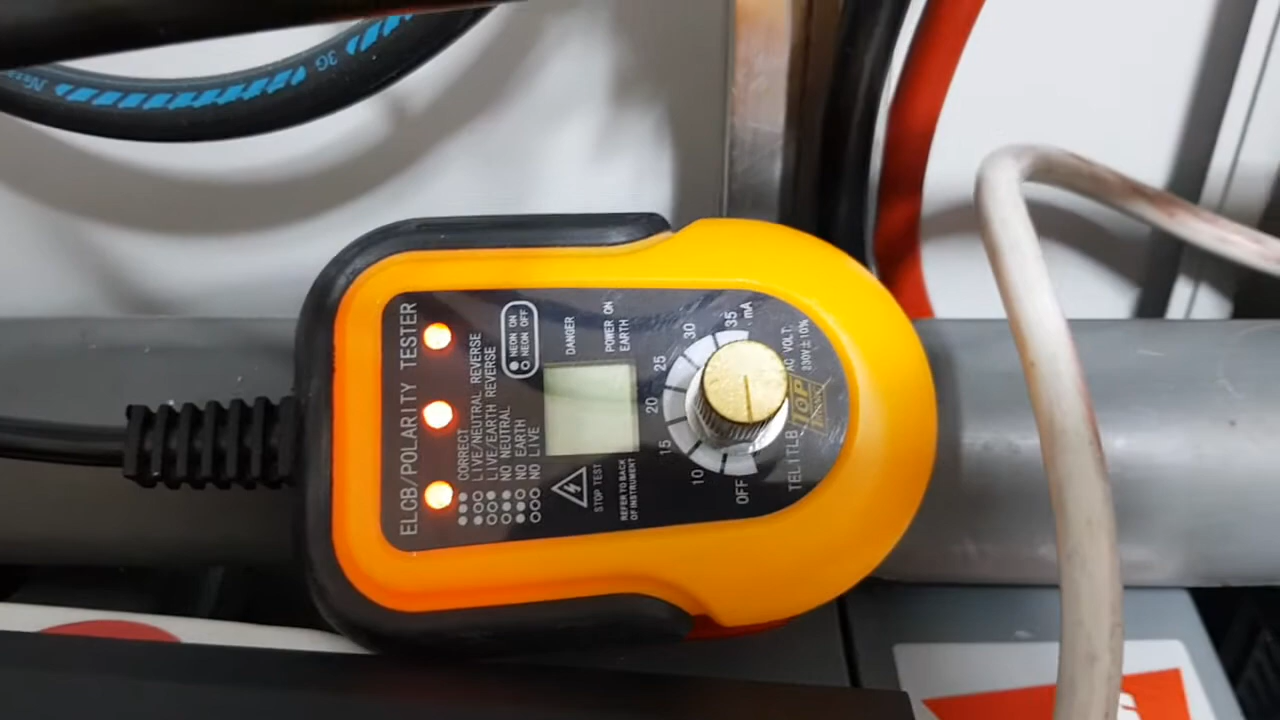 3G
ELCB/POLARITY TESTER
CORRECT
LIVE/NEUTRAL REVERSE
LIVE/EARTH REVERSE
NO NEUTRAL
NO EARTH
NO LIVE
NEON ON
NEON OFF
DANGER
POWER ON
EARTH
STOP TEST
REFER TO BACK
OF INSTRUMENT
OFF
10
15
20
25
30
35
mA
AC VOLT.
230V±10%
TEL1TLB
TOP